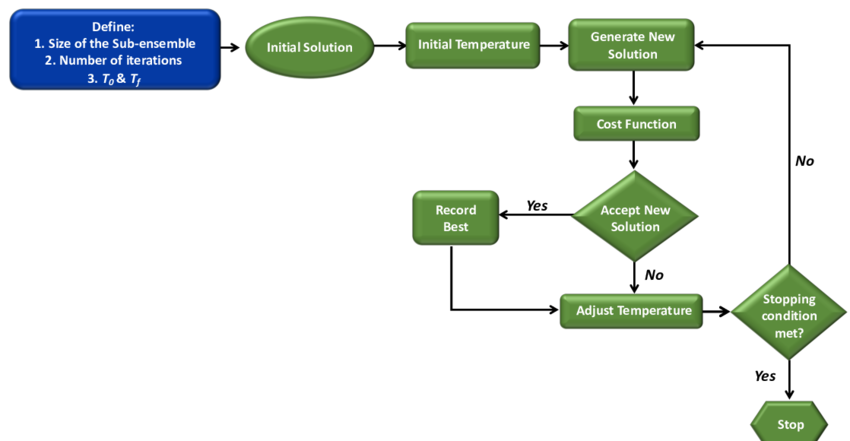 Define:
1. Size of the Sub-ensemble
2. Number of iterations
3. T0 & Tf
Initial Solution
Initial Temperature
Generate New
Solution
Cost Function
Accept New
Solution
Yes
Record
Best
No
Adjust Temperature
Stopping
condition
met?
No
Yes
Stop